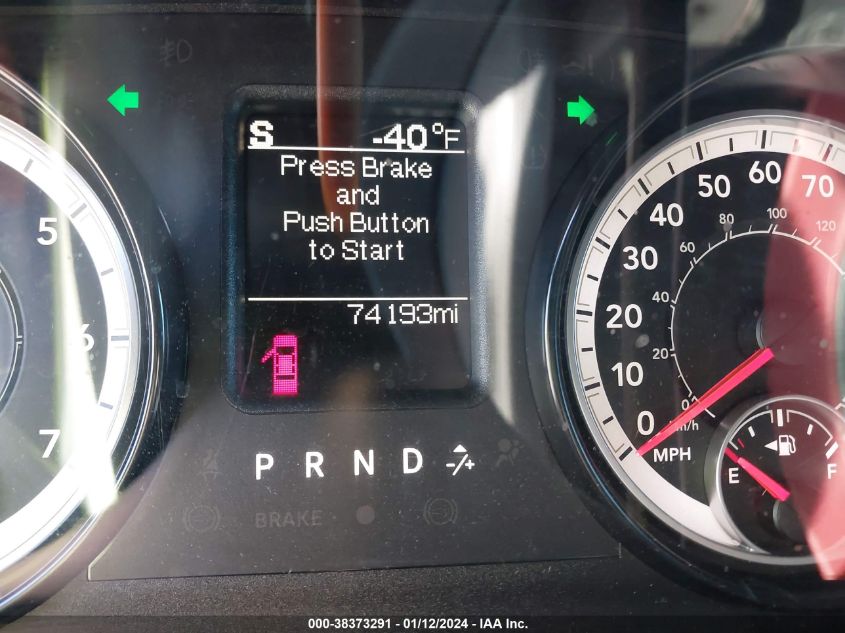 S -40°F
Press Brake
and
Push Button
to Start
74193mi
5
6
7
P R N D -/+
BRAKE
0 10 20 30 40 50 60 70
0 20 40 60 80 100 120
km/h
MPH
E F
000-38373291 - 01/12/2024 - IAA Inc.